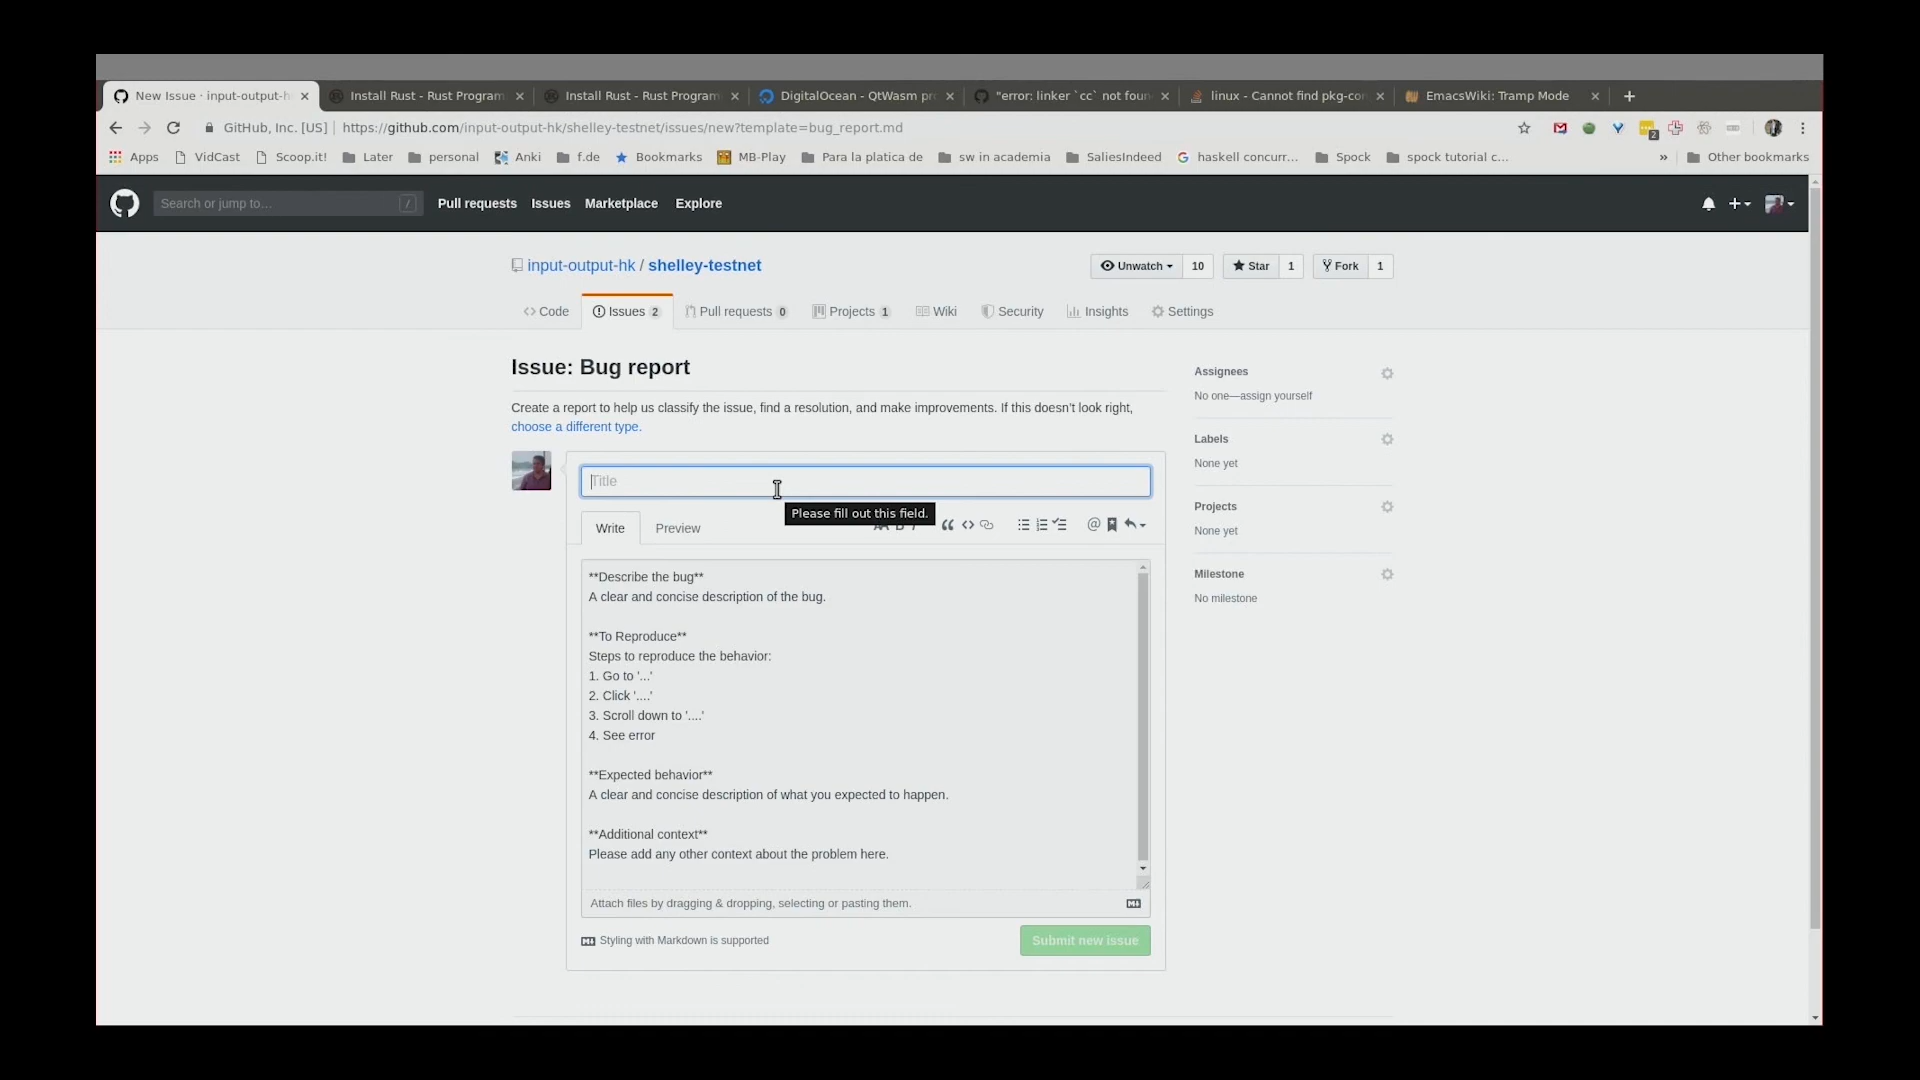 New Issue · input-output-h
Install Rust - Rust Program
Install Rust - Rust Program
DigitalOcean - QtWasm pr
"error: linker `cc` not foun
linux - Cannot find pkg-con
EmacsWiki: Tramp Mode
GitHub, Inc. [US] | https://github.com/input-output-hk/shelley-testnet/issues/new?template=bug_report.md
2
Apps VidCast Scoop.it! Later personal Anki f.de Bookmarks MB-Play Para la platica de sw in academia SaliesIndeed haskell concurr... Spock spock tutorial c... » Other bookmarks
Search or jump to… / Pull requests Issues Marketplace Explore
input-output-hk / shelley-testnet
Unwatch 10 Star 1 Fork 1
Code Issues 2 Pull requests 0 Projects 1 Wiki Security Insights Settings
Issue: Bug report
Create a report to help us classify the issue, find a resolution, and make improvements. If this doesn't look right,
choose a different type.
Title
Please fill out this field.
Write Preview
**Describe the bug**
A clear and concise description of the bug.
**To Reproduce**
Steps to reproduce the behavior:
1. Go to '...'
2. Click '....'
3. Scroll down to '....'
4. See error
**Expected behavior**
A clear and concise description of what you expected to happen.
**Additional context**
Please add any other context about the problem here.
Attach files by dragging & dropping, selecting or pasting them.
Styling with Markdown is supported
Submit new issue
Assignees
No one—assign yourself
Labels
None yet
Projects
None yet
Milestone
No milestone